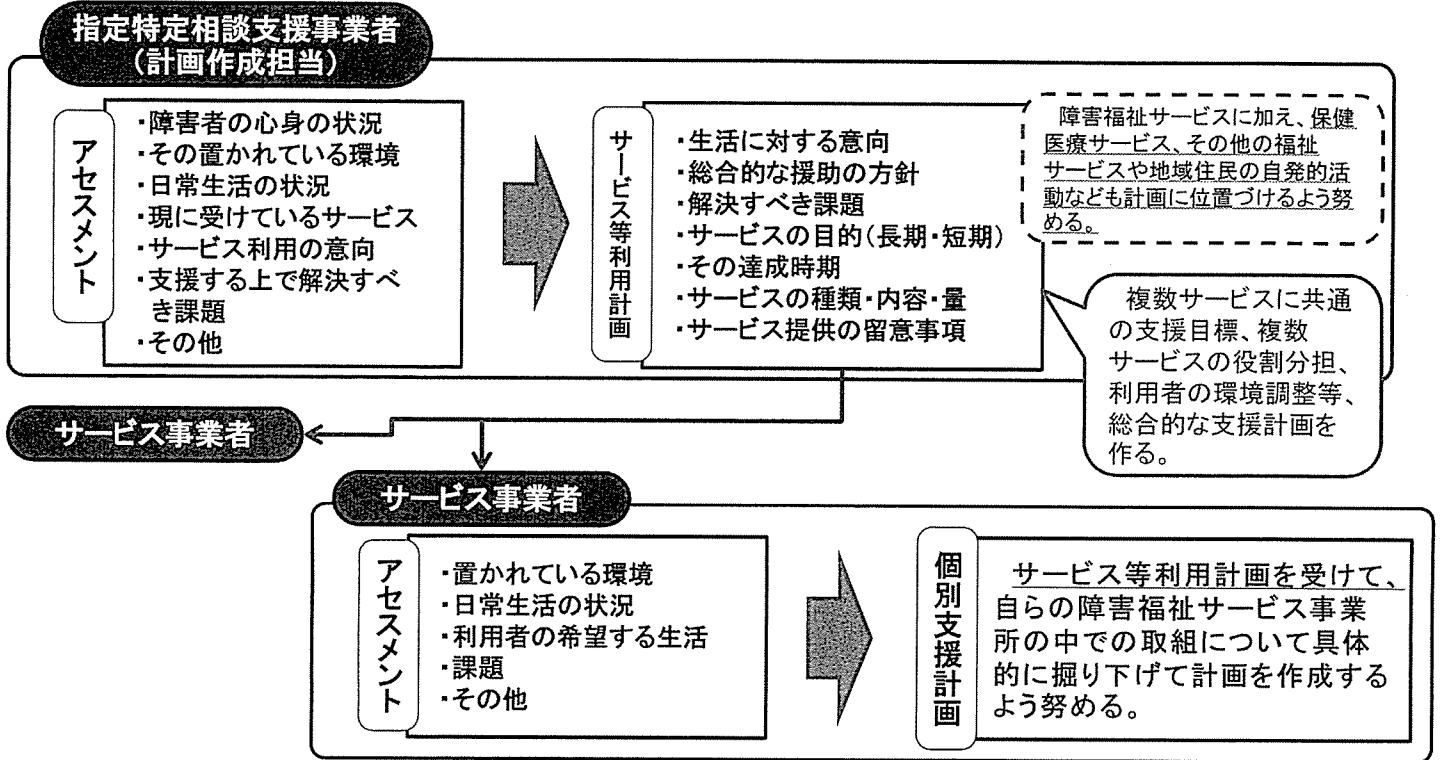 指定特定相談支援事業者
(計画作成担当)
アセスメント
・障害者の心身の状況
・その置かれている環境
・日常生活の状況
・現に受けているサービス
・サービス利用の意向
・支援する上で解決すべ
き課題
・その他
サービス等利用計画
・生活に対する意向
・総合的な援助の方針
・解決すべき課題
・サービスの目的(長期・短期)
・その達成時期
・サービスの種類・内容・量
・サービス提供の留意事項
障害福祉サービスに加え、保健
医療サービス、その他の福祉
サービスや地域住民の自発的活
動なども計画に位置づけるよう努
める。
複数サービスに共通
の支援目標、複数
サービスの役割分担、
利用者の環境調整等、
総合的な支援計画を
作る。
サービス事業者
サービス事業者
アセスメント
・置かれている環境
・日常生活の状況
・利用者の希望する生活
・課題
・その他
個別支援計画
サービス等利用計画を受けて、
自らの障害福祉サービス事業
所の中での取組について具体
的に掘り下げて計画を作成する
よう努める。